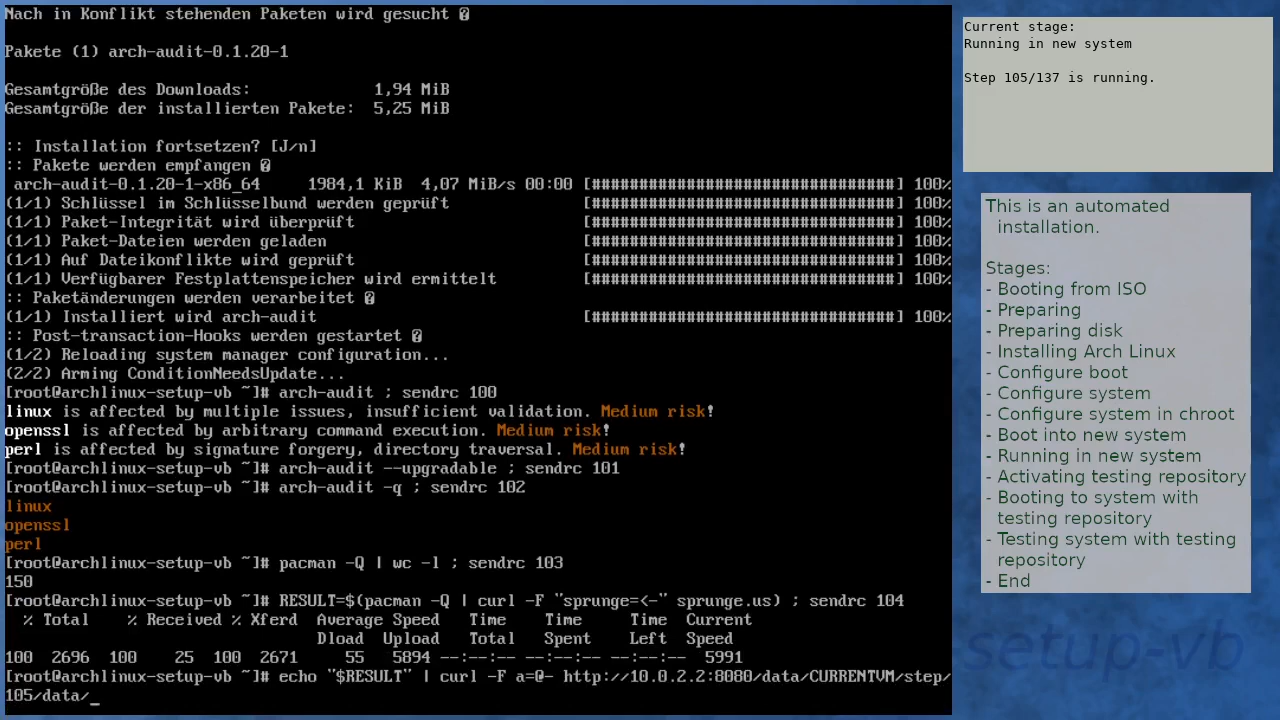 Nach in Konflikt stehenden Paketen wird gesucht �
Pakete (1) arch-audit-0.1.20-1
Gesamtgröße des Downloads:             1,94 MiB
Gesamtgröße der installierten Pakete:  5,25 MiB
:: Installation fortsetzen? [J/n]
:: Pakete werden empfangen �
 arch-audit-0.1.20-1-x86_64     1984,1 KiB  4,07 MiB/s 00:00 [################################] 100%
(1/1) Schlüssel im Schlüsselbund werden geprüft              [################################] 100%
(1/1) Paket-Integrität wird überprüft                        [################################] 100%
(1/1) Paket-Dateien werden geladen                           [################################] 100%
(1/1) Auf Dateikonflikte wird geprüft                        [################################] 100%
(1/1) Verfügbarer Festplattenspeicher wird ermittelt         [################################] 100%
:: Paketänderungen werden verarbeitet �
(1/1) Installiert wird arch-audit                            [################################] 100%
:: Post-transaction-Hooks werden gestartet �
(1/2) Reloading system manager configuration...
(2/2) Arming ConditionNeedsUpdate...
[root@archlinux-setup-vb ~]# arch-audit ; sendrc 100
linux is affected by multiple issues, insufficient validation. Medium risk!
openssl is affected by arbitrary command execution. Medium risk!
perl is affected by signature forgery, directory traversal. Medium risk!
[root@archlinux-setup-vb ~]# arch-audit --upgradable ; sendrc 101
[root@archlinux-setup-vb ~]# arch-audit -q ; sendrc 102
linux
openssl
perl
[root@archlinux-setup-vb ~]# pacman -Q | wc -l ; sendrc 103
150
[root@archlinux-setup-vb ~]# RESULT=$(pacman -Q | curl -F "sprunge=<-" sprunge.us) ; sendrc 104
  % Total    % Received % Xferd  Average Speed   Time    Time     Time  Current
                                 Dload  Upload   Total   Spent    Left  Speed
100  2696  100    25  100  2671     55   5894 --:--:-- --:--:-- --:--:--  5991
[root@archlinux-setup-vb ~]# echo "$RESULT" | curl -F a=@- http://10.0.2.2:8080/data/CURRENTVM/step/
105/data/_
Current stage:
Running in new system
Step 105/137 is running.
This is an automated
installation.
Stages:
- Booting from ISO
- Preparing
- Preparing disk
- Installing Arch Linux
- Configure boot
- Configure system
- Configure system in chroot
- Boot into new system
- Running in new system
- Activating testing repository
- Booting to system with
testing repository
- Testing system with testing
repository
- End
setup-vb